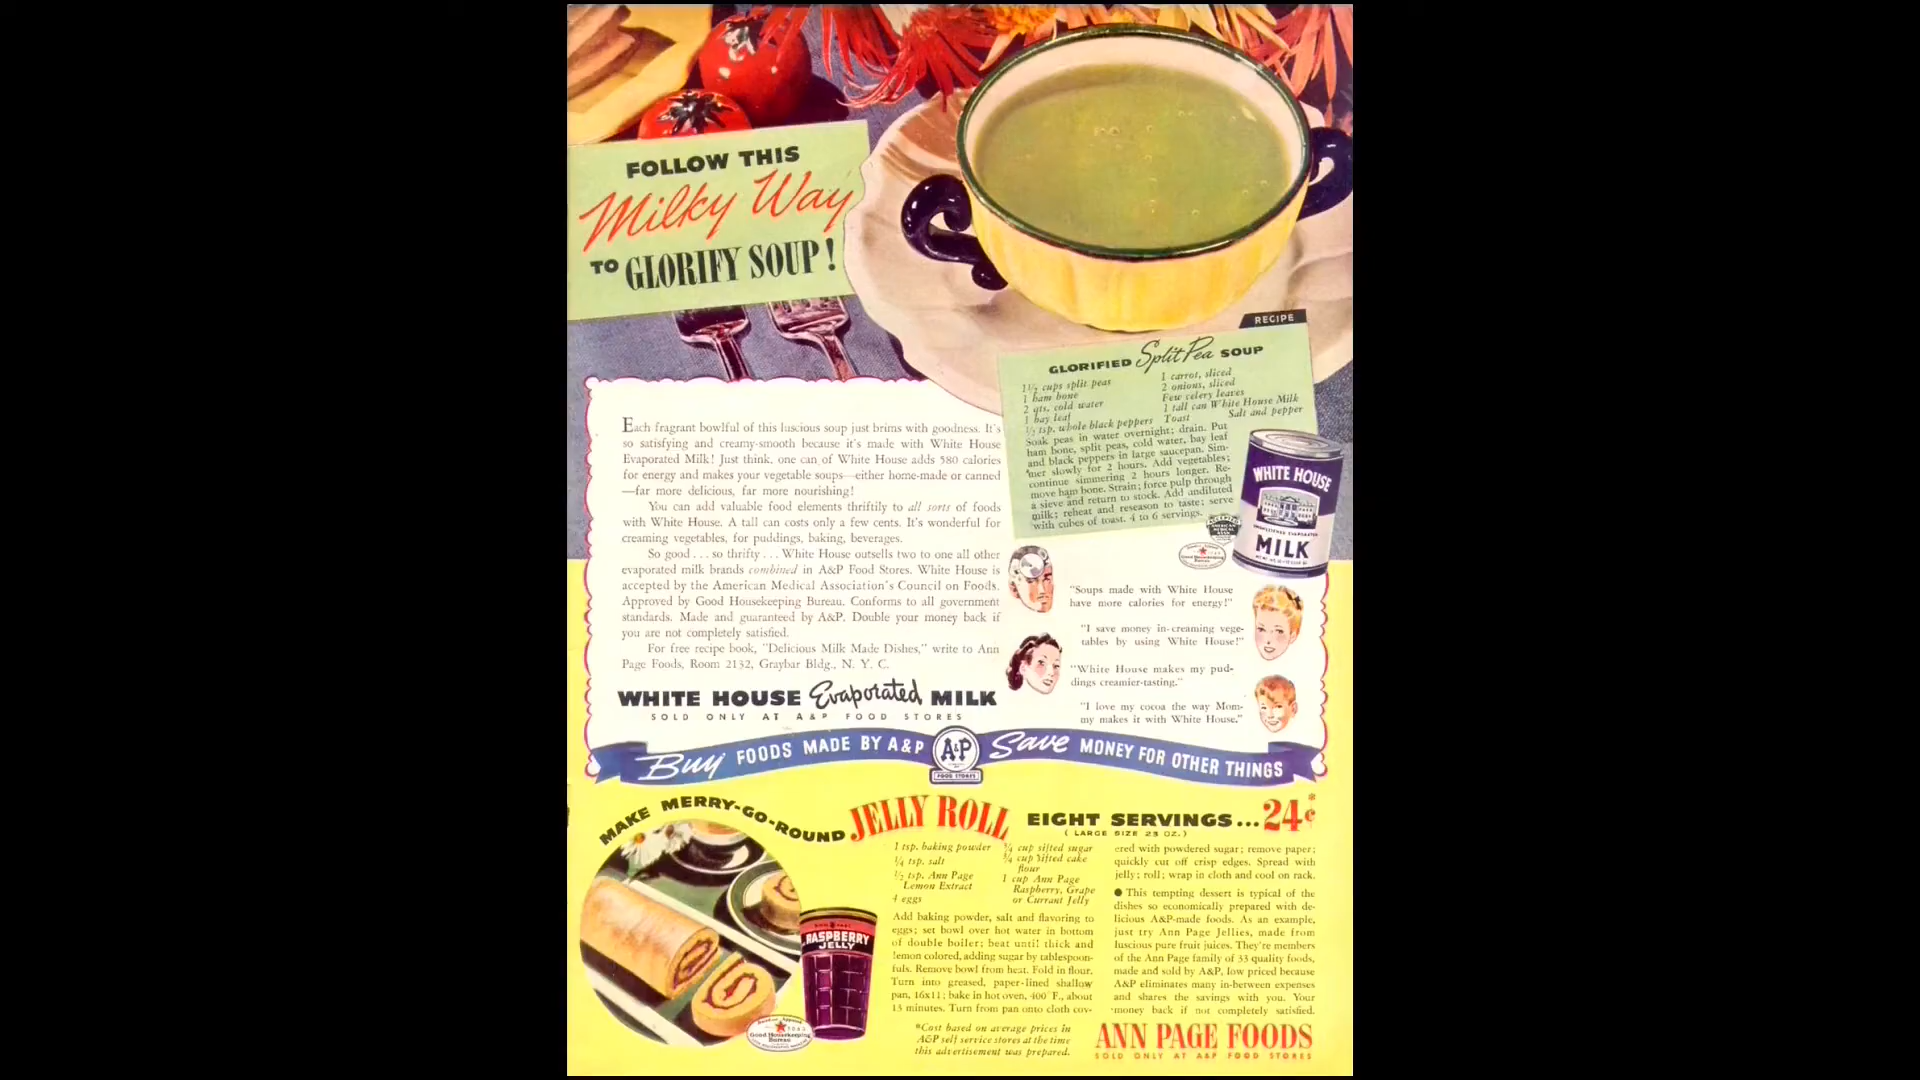 FOLLOW THIS
Milky Way
TO GLORIFY SOUP!
RECIPE
GLORIFIED Split Pea SOUP
1½ cups split peas
1 ham bone
2 qts. cold water
1 bay leaf
½ tsp. whole black peppers
1 carrot, sliced
2 onions, sliced
Few celery leaves
1 tall can White House Milk
Toast Salt and pepper
Soak peas in water overnight; drain. Put
ham bone, split peas, cold water, bay leaf
and black peppers in large saucepan. Sim-
mer slowly for 2 hours. Add vegetables;
continue simmering 2 hours longer. Re-
move ham bone. Strain; force pulp through
a sieve and return to stock. Add undiluted
milk; reheat and reseason to taste; serve
with cubes of toast. 4 to 6 servings.
WHITE HOUSE
MILK
Each fragrant bowlful of this luscious soup just brims with goodness. It's
so satisfying and creamy-smooth because it's made with White House
Evaporated Milk! Just think, one can of White House adds 580 calories
for energy and makes your vegetable soups—either home-made or canned
—far more delicious, far more nourishing!
You can add valuable food elements thriftily to all sorts of foods
with White House. A tall can costs only a few cents. It's wonderful for
creaming vegetables, for puddings, baking, beverages.
So good . . . so thrifty . . . White House outsells two to one all other
evaporated milk brands combined in A&P Food Stores. White House is
accepted by the American Medical Association's Council on Foods.
Approved by Good Housekeeping Bureau. Conforms to all government
standards. Made and guaranteed by A&P. Double your money back if
you are not completely satisfied.
For free recipe book, "Delicious Milk Made Dishes," write to Ann
Page Foods, Room 2132, Graybar Bldg., N. Y. C.
WHITE HOUSE Evaporated MILK
SOLD ONLY AT A&P FOOD STORES
Good Housekeeping
Bureau
"Soups made with White House
have more calories for energy!"
"I save money in creaming vege-
tables by using White House!"
"White House makes my pud-
dings creamier-tasting."
"I love my cocoa the way Mom-
my makes it with White House."
Buy FOODS MADE BY A&P
A&P
FOOD STORES
Save MONEY FOR OTHER THINGS
MAKE MERRY-GO-ROUND JELLY ROLL
EIGHT SERVINGS...24¢*
(LARGE SIZE 23 OZ.)
1 tsp. baking powder
¼ tsp. salt
½ tsp. Ann Page
Lemon Extract
4 eggs
¾ cup sifted sugar
¾ cup sifted cake
flour
1 cup Ann Page
Raspberry, Grape
or Currant Jelly
Add baking powder, salt and flavoring to
eggs; set bowl over hot water in bottom
of double boiler; beat until thick and
lemon colored, adding sugar by tablespoon-
fuls. Remove bowl from heat. Fold in flour.
Turn into greased, paper-lined shallow
pan, 16x11; bake in hot oven, 400° F., about
13 minutes. Turn from pan onto cloth cov-
ered with powdered sugar; remove paper;
quickly cut off crisp edges. Spread with
jelly; roll; wrap in cloth and cool on rack.
● This tempting dessert is typical of the
dishes so economically prepared with de-
licious A&P-made foods. As an example,
just try Ann Page Jellies, made from
luscious pure fruit juices. They're members
of the Ann Page family of 33 quality foods,
made and sold by A&P, low priced because
A&P eliminates many in-between expenses
and shares the savings with you. Your
money back if not completely satisfied.
RASPBERRY
JELLY
Good Housekeeping
Bureau
*Cost based on average prices in
A&P self service stores at the time
this advertisement was prepared.
ANN PAGE FOODS
SOLD ONLY AT A&P FOOD STORES